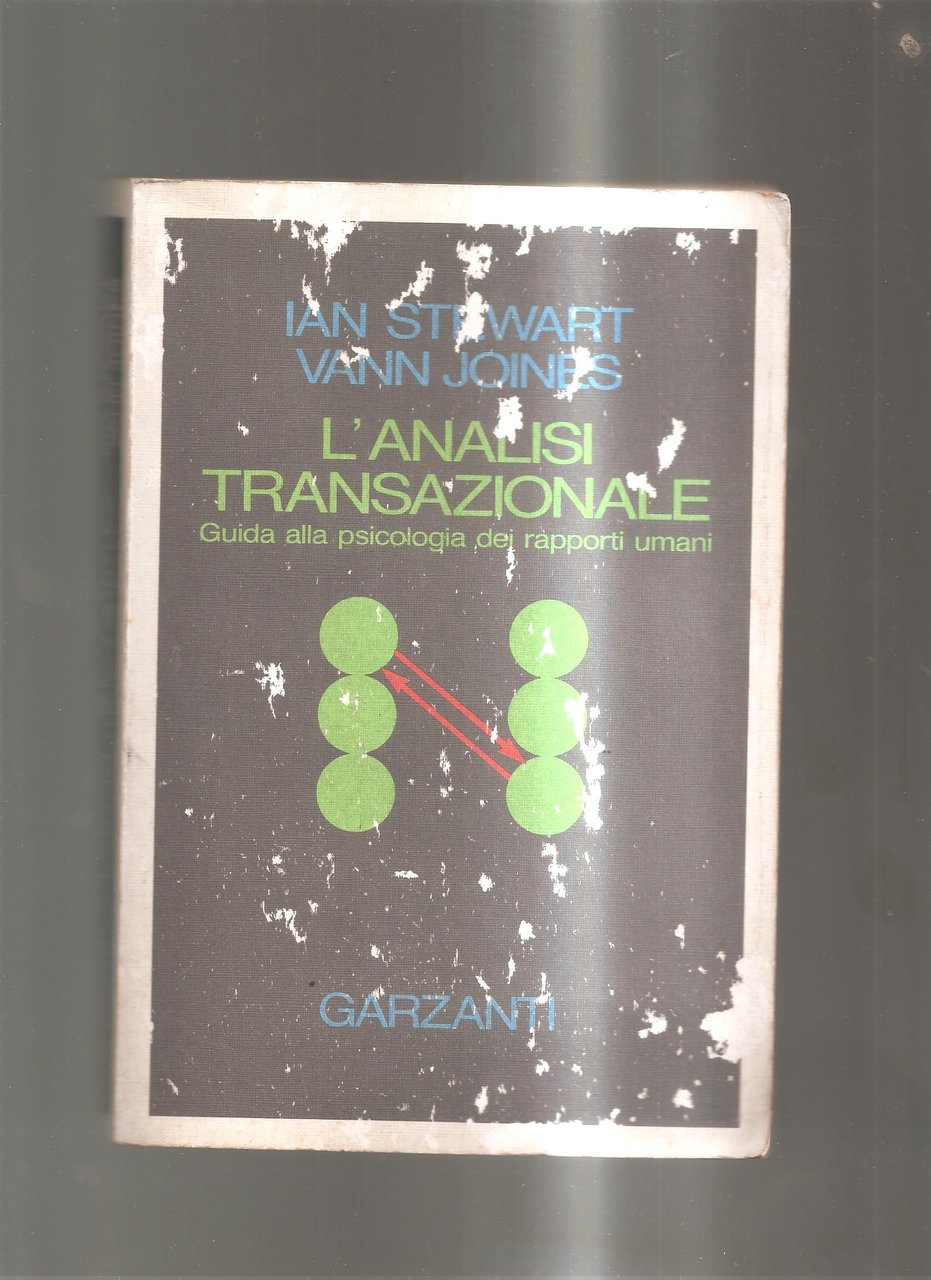 IAN STEWART
VANN JOINES
L'ANALISI
TRANSAZIONALE
Guida alla psicologia dei rapporti umani
GARZANTI